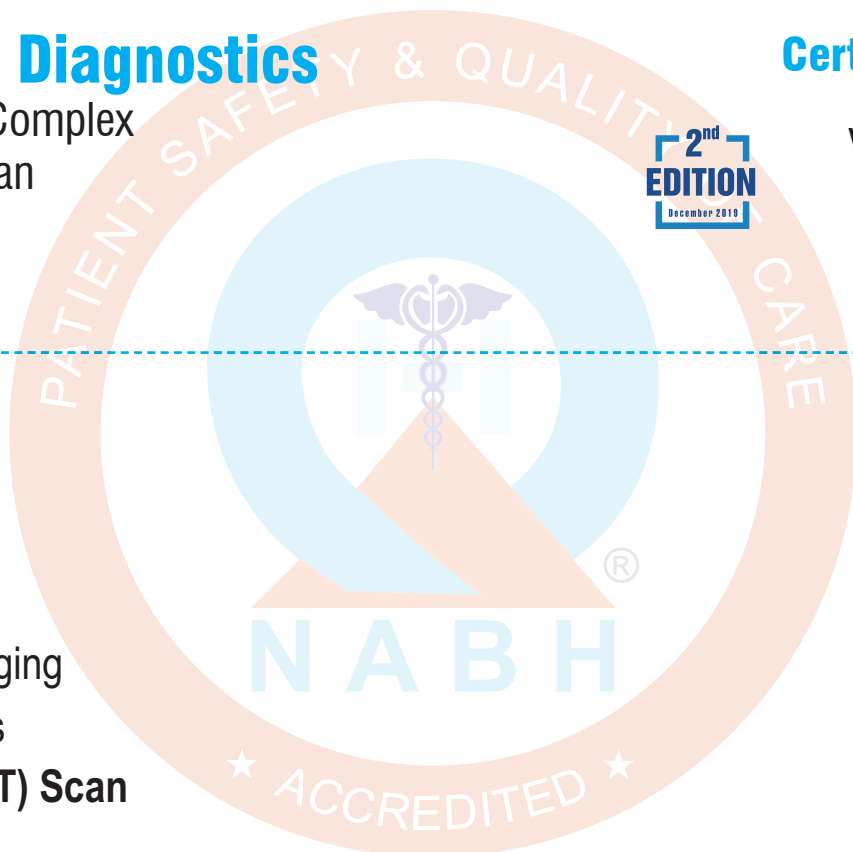 Diagnostics
Cert
Complex
an
2nd
EDITION
December 2019
V
PATIENT SAFETY & QUALITY OF CARE
®
NABH
ging
s
T) Scan
★ ACCREDITED ★